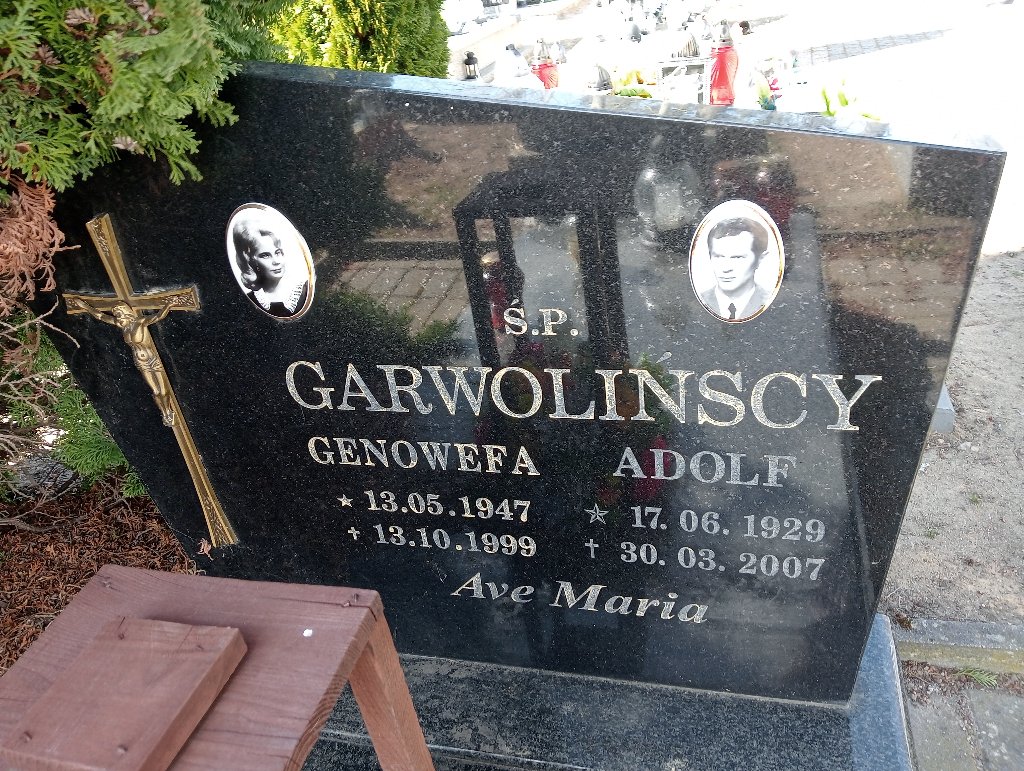 Ś.P.
GARWOLIŃSCY
GENOWEFA ADOLF
★ 13.05.1947 ☆ 17. 06. 1929
✝ 13.10.1999 ✝ 30. 03. 2007
Ave Maria